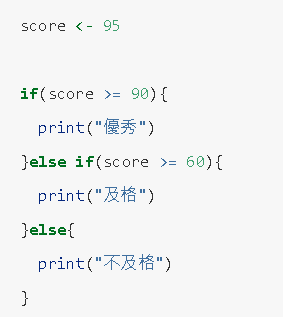 score <- 95
if(score >= 90){
  print("優秀")
}else if(score >= 60){
  print("及格")
}else{
  print("不及格")
}